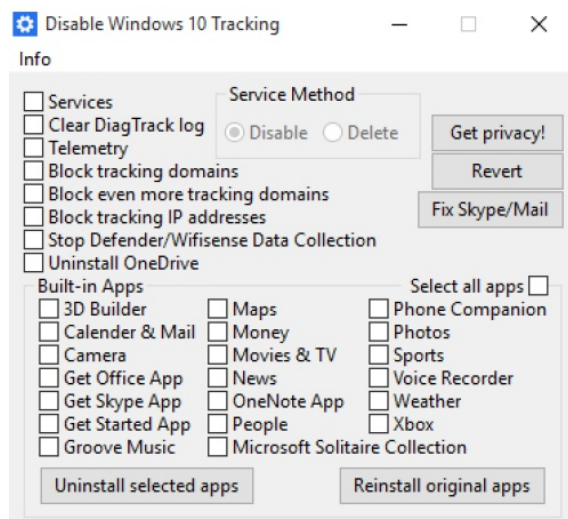 Disable Windows 10 Tracking
Info
Services
Service Method
Clear DiagTrack log
Disable Delete
Get privacy!
Telemetry
Block tracking domains
Revert
Block even more tracking domains
Block tracking IP addresses
Fix Skype/Mail
Stop Defender/Wifisense Data Collection
Uninstall OneDrive
Built-in Apps
Select all apps
3D Builder Maps Phone Companion
Calender & Mail Money Photos
Camera Movies & TV Sports
Get Office App News Voice Recorder
Get Skype App OneNote App Weather
Get Started App People Xbox
Groove Music Microsoft Solitaire Collection
Uninstall selected apps Reinstall original apps